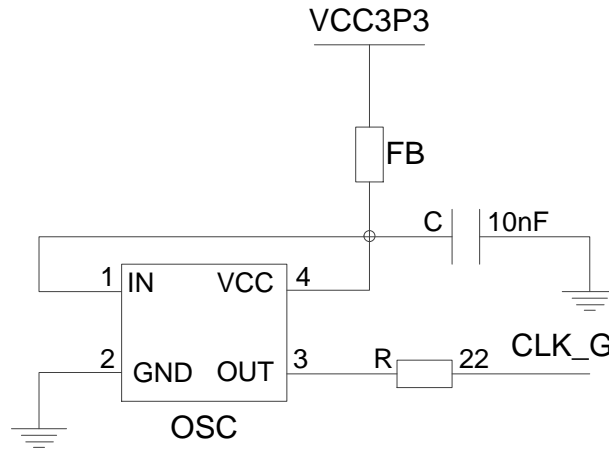 VCC3P3
FB
C 10nF
1 IN VCC 4
2 GND OUT 3 R 22 CLK_G
OSC